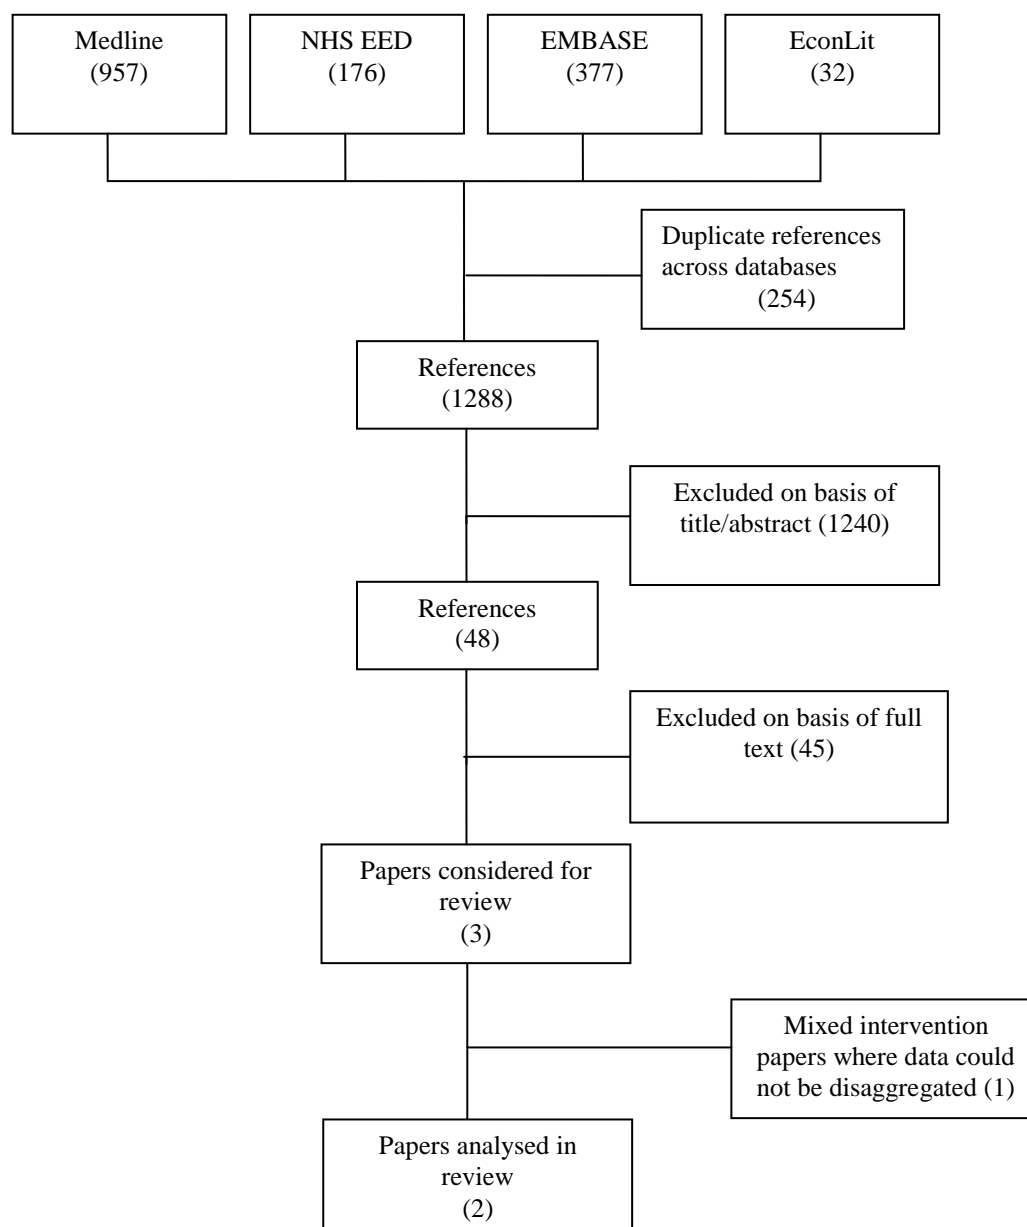 Medline
(957)
NHS EED
(176)
EMBASE
(377)
EconLit
(32)
Duplicate references
across databases
(254)
References
(1288)
Excluded on basis of
title/abstract (1240)
References
(48)
Excluded on basis of full
text (45)
Papers considered for
review
(3)
Mixed intervention
papers where data could
not be disaggregated (1)
Papers analysed in
review
(2)